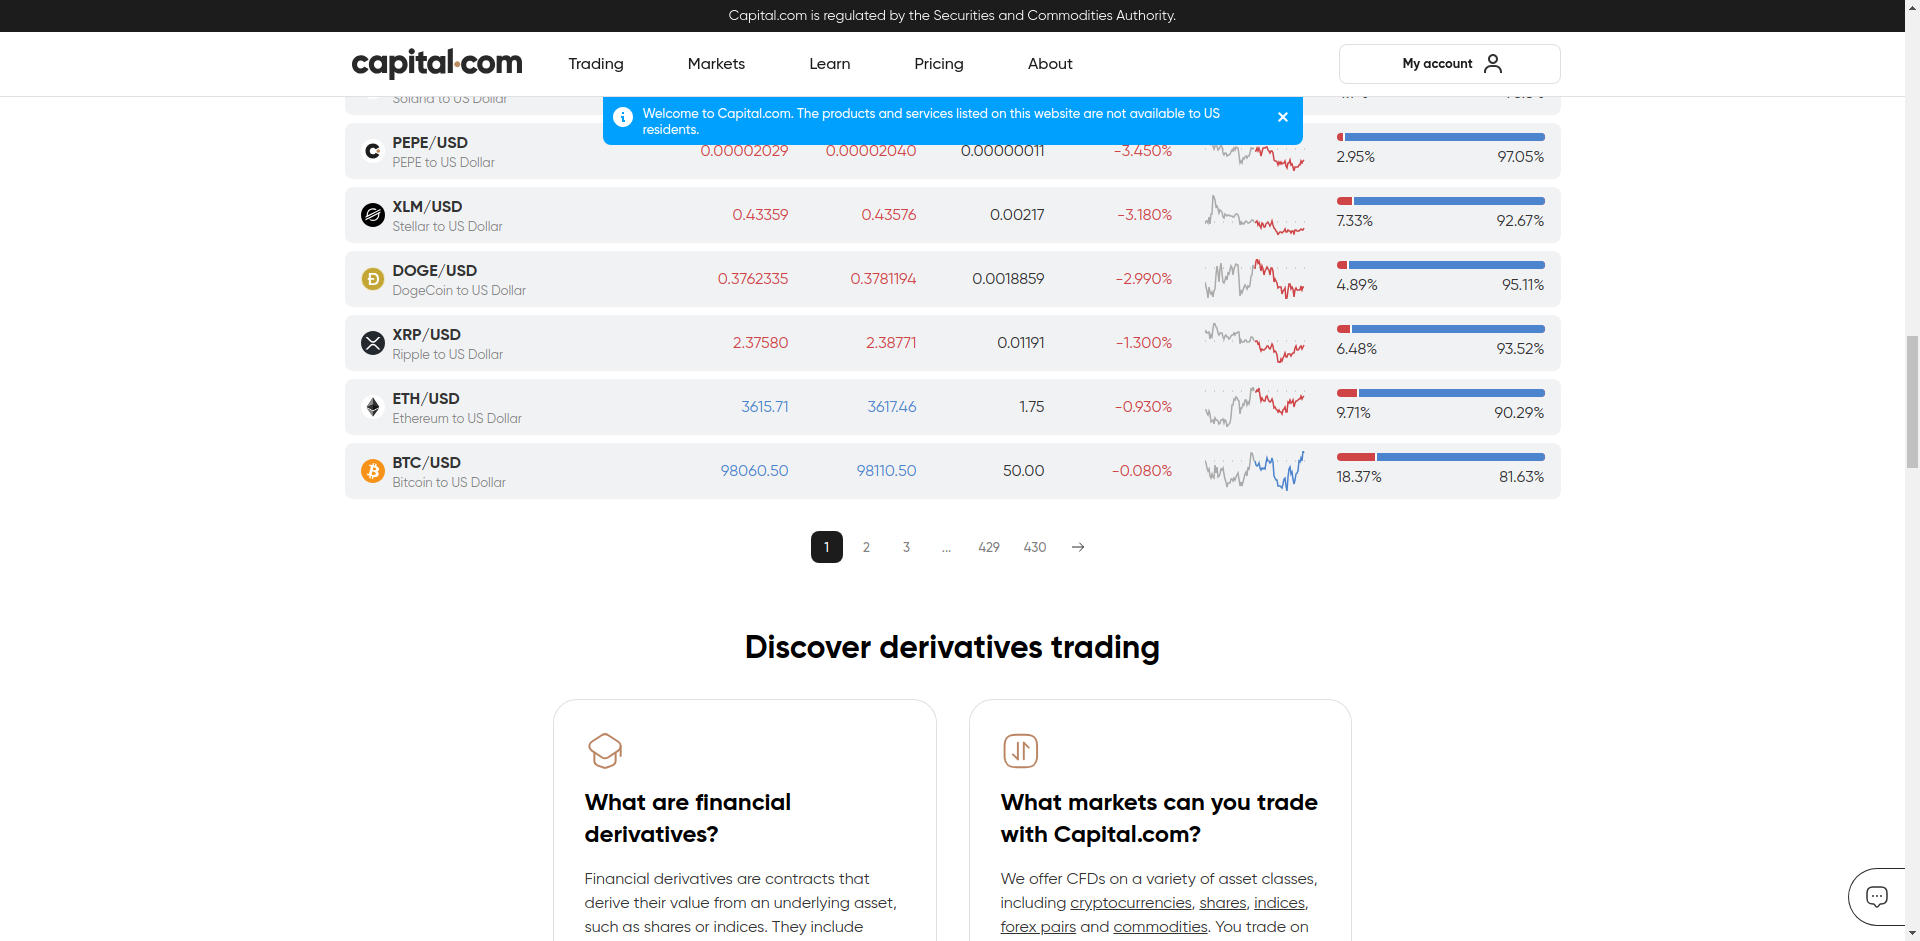 Capital.com is regulated by the Securities and Commodities Authority.
capital.com
Trading
Markets
Learn
Pricing
About
My account
Solana to US Dollar
Welcome to Capital.com. The products and services listed on this website are not available to US
residents.
PEPE/USD
PEPE to US Dollar
0.00002029
0.00002040
0.00000011
-3.450%
2.95%
97.05%
XLM/USD
Stellar to US Dollar
0.43359
0.43576
0.00217
-3.180%
7.33%
92.67%
DOGE/USD
DogeCoin to US Dollar
0.3762335
0.3781194
0.0018859
-2.990%
4.89%
95.11%
XRP/USD
Ripple to US Dollar
2.37580
2.38771
0.01191
-1.300%
6.48%
93.52%
ETH/USD
Ethereum to US Dollar
3615.71
3617.46
1.75
-0.930%
9.71%
90.29%
BTC/USD
Bitcoin to US Dollar
98060.50
98110.50
50.00
-0.080%
18.37%
81.63%
1 2 3 ... 429 430
Discover derivatives trading
What are financial
derivatives?
Financial derivatives are contracts that
derive their value from an underlying asset,
such as shares or indices. They include
What markets can you trade
with Capital.com?
We offer CFDs on a variety of asset classes,
including cryptocurrencies, shares, indices,
forex pairs and commodities. You trade on